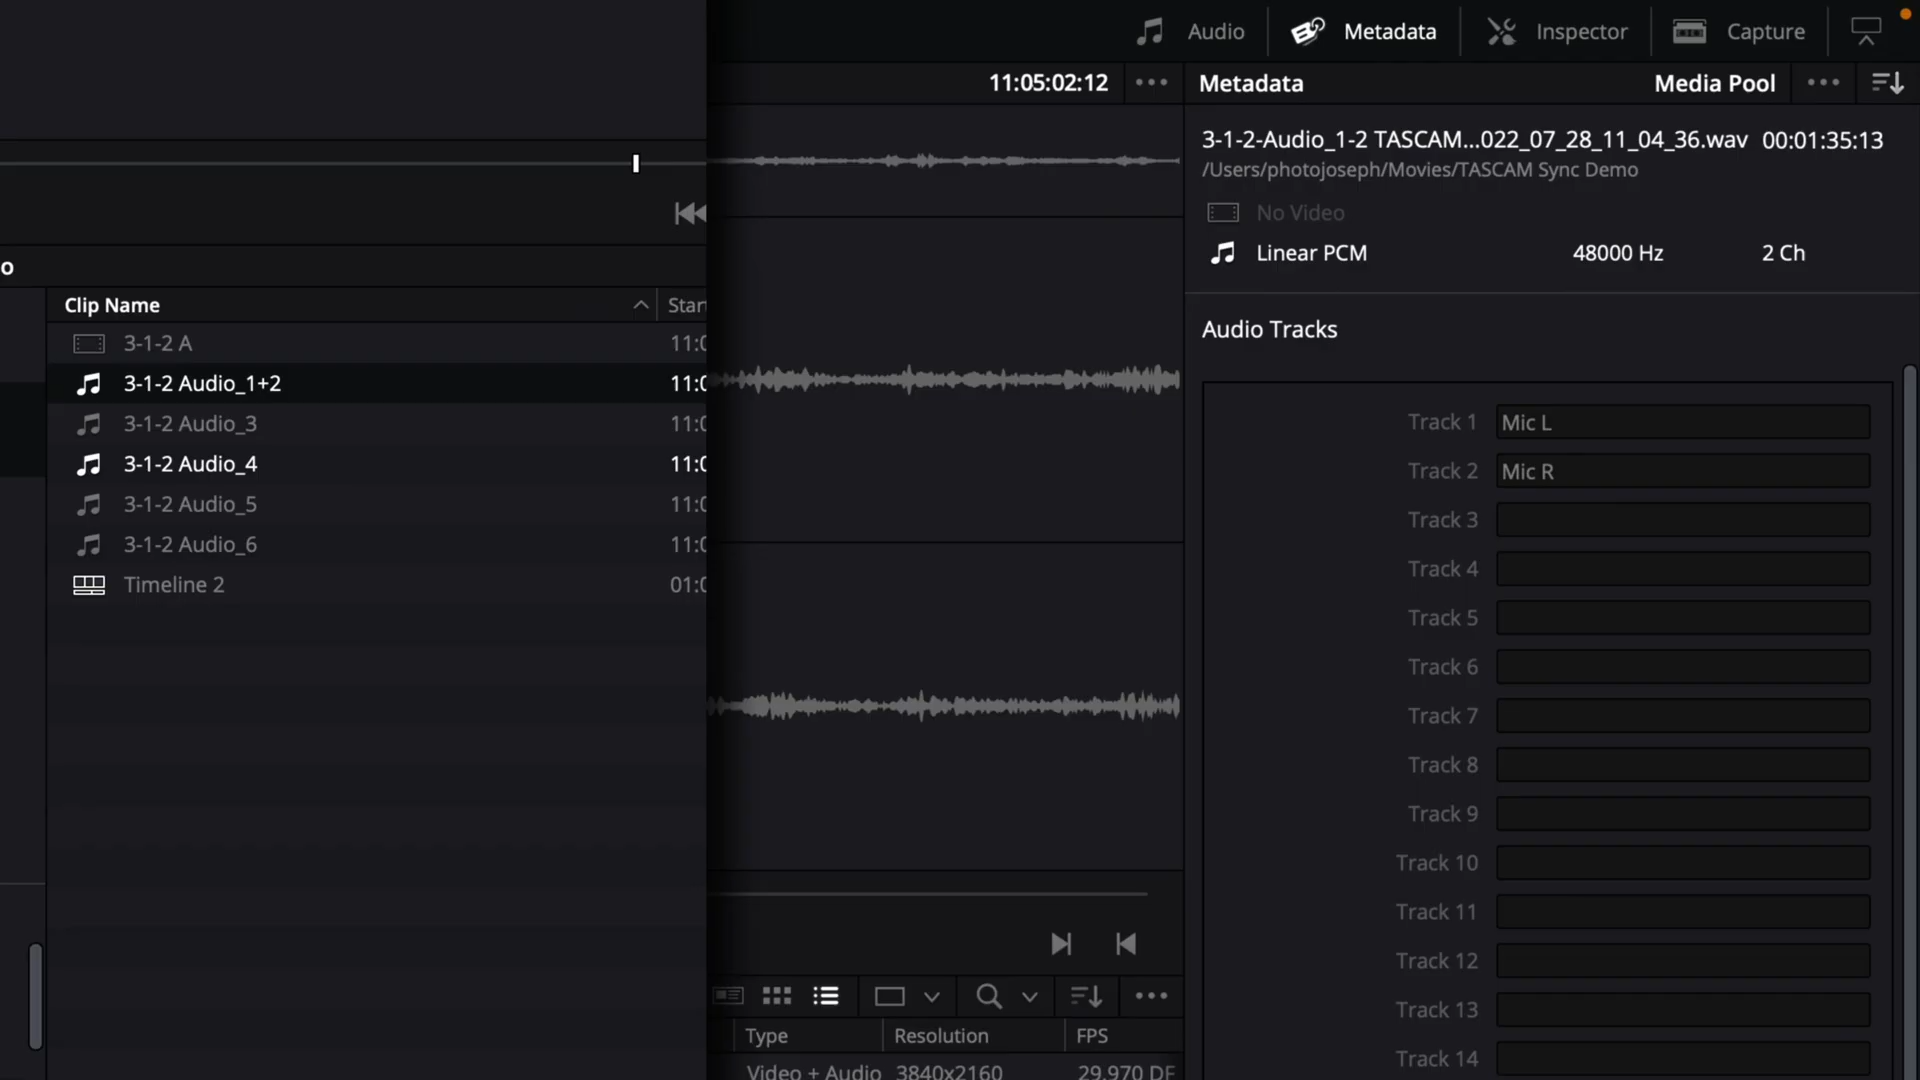 Audio
Metadata
Inspector
Capture
11:05:02:12
Metadata
Media Pool
3-1-2-Audio_1-2 TASCAM...022_07_28_11_04_36.wav 00:01:35:13
/Users/photojoseph/Movies/TASCAM Sync Demo
No Video
Linear PCM 48000 Hz 2 Ch
o
Clip Name
Star
3-1-2 A 11:0
3-1-2 Audio_1+2 11:0
3-1-2 Audio_3 11:0
3-1-2 Audio_4 11:0
3-1-2 Audio_5 11:0
3-1-2 Audio_6 11:0
Timeline 2 01:0
Audio Tracks
Track 1 Mic L
Track 2 Mic R
Track 3
Track 4
Track 5
Track 6
Track 7
Track 8
Track 9
Track 10
Track 11
Track 12
Track 13
Track 14
Type Resolution FPS
Video + Audio 3840x2160 29.970 DF